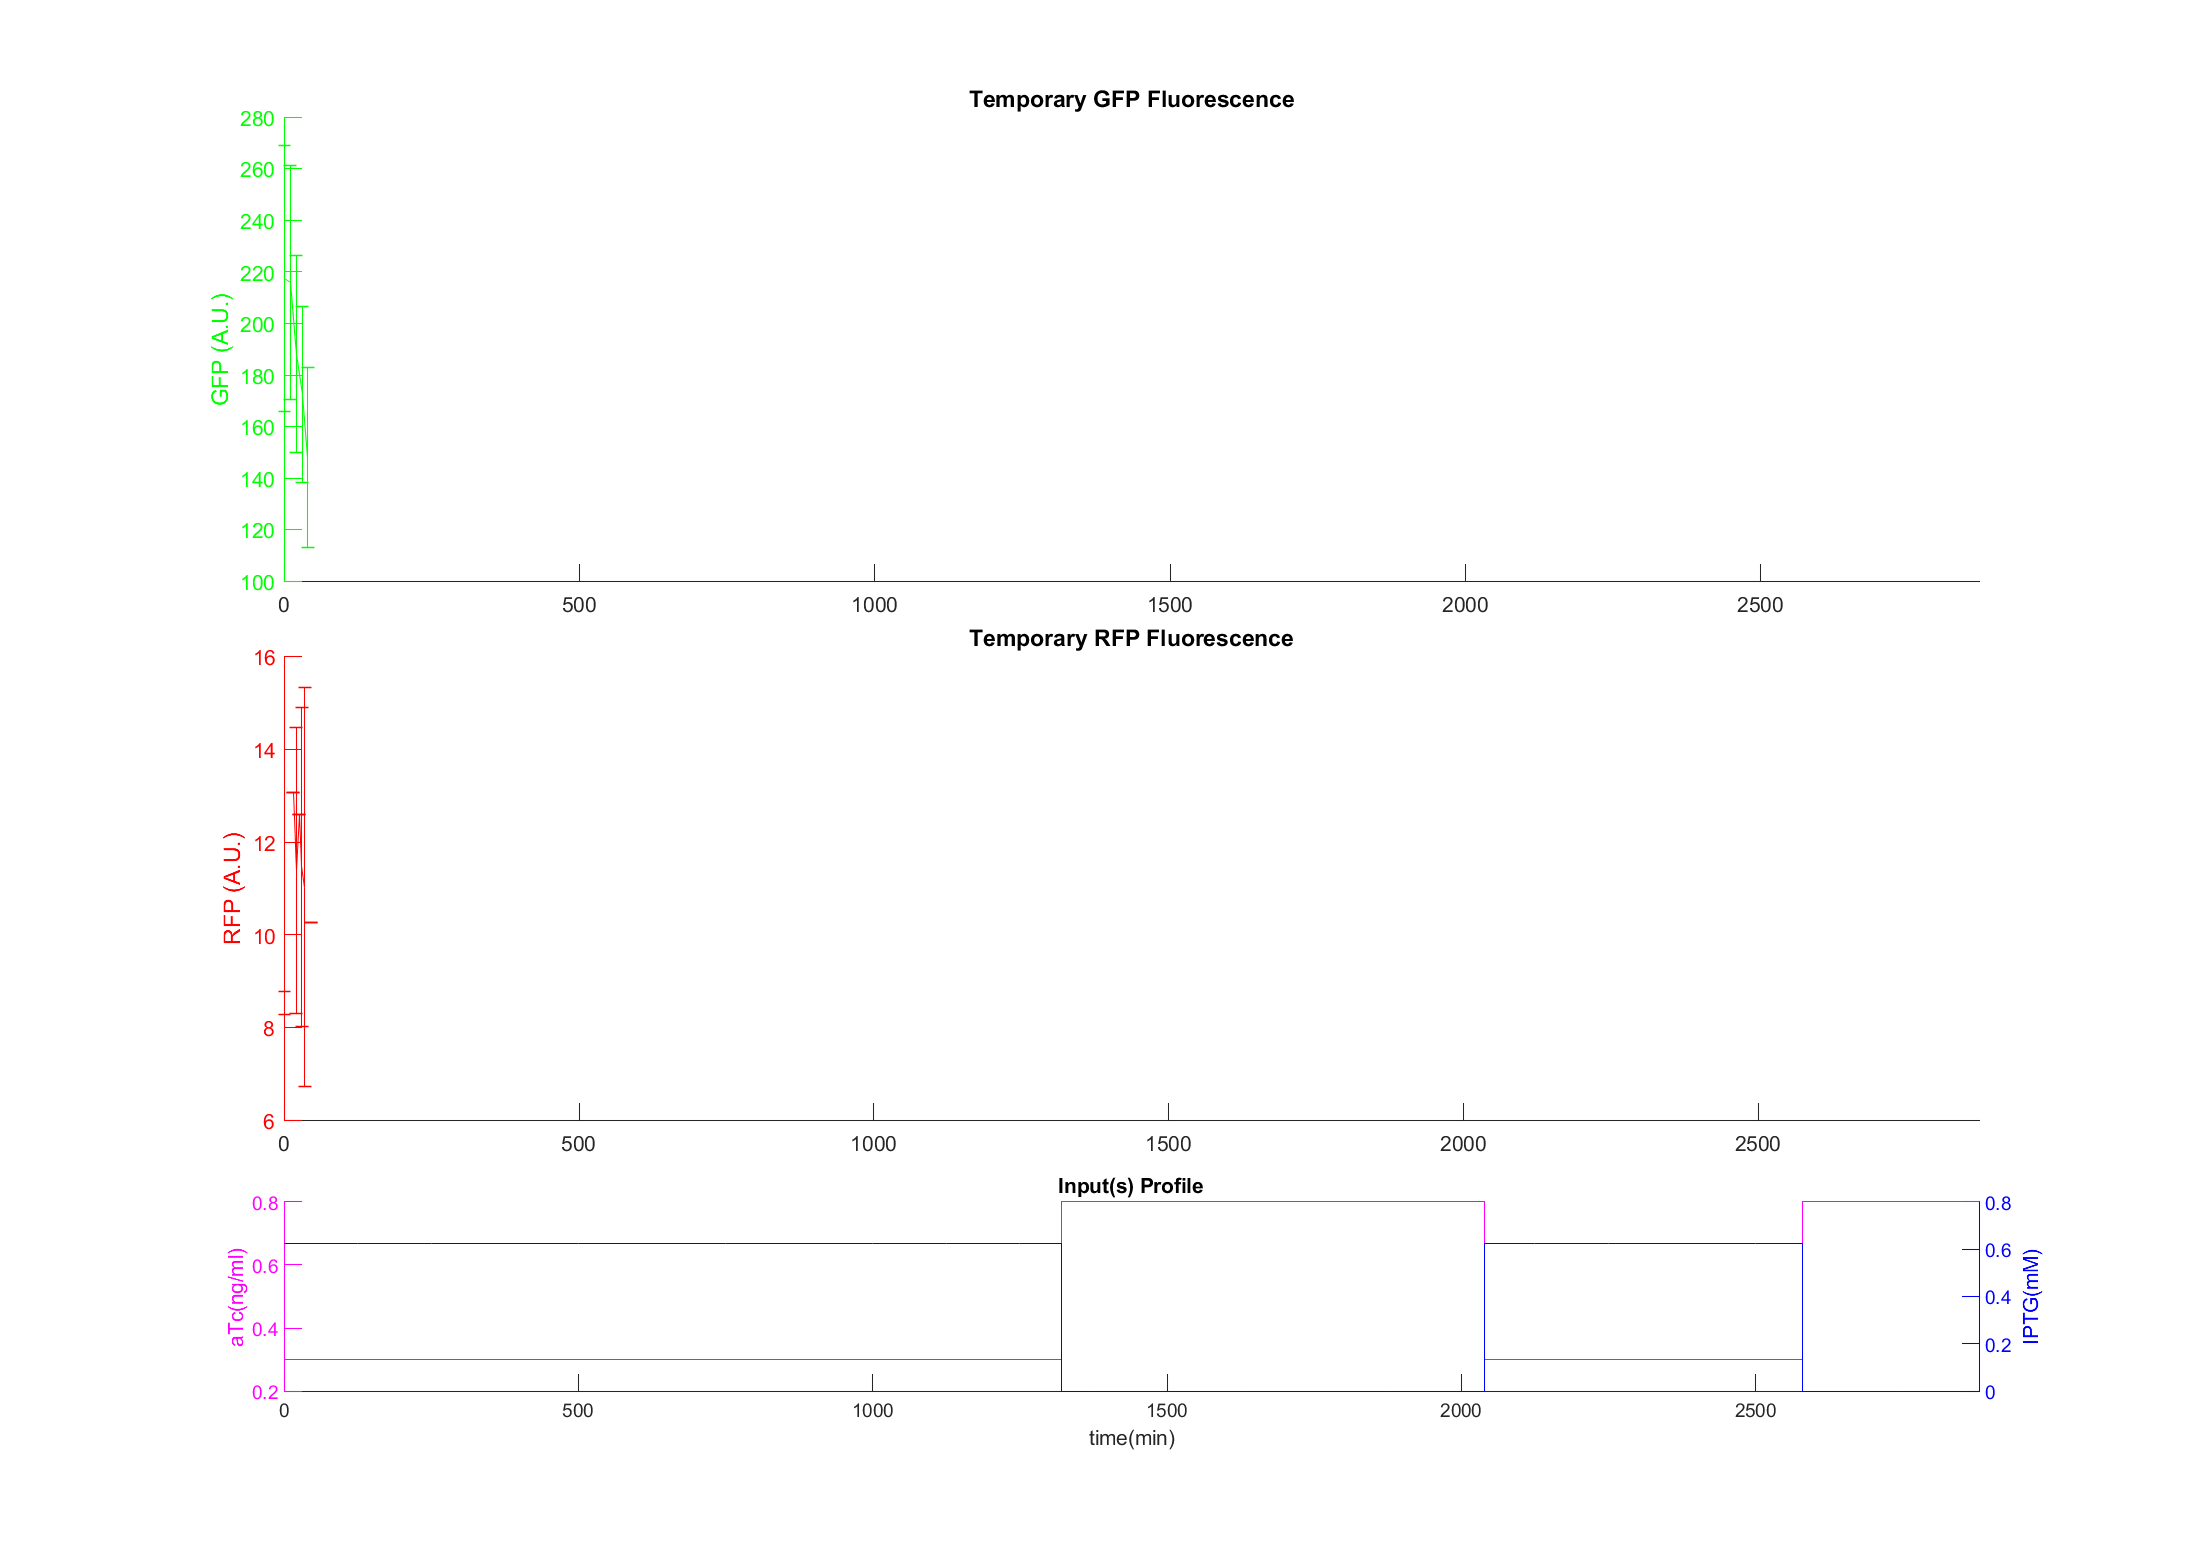 Temporary GFP Fluorescence
GFP (A.U.)
280
260
240
220
200
180
160
140
120
100
0 500 1000 1500 2000 2500
Temporary RFP Fluorescence
RFP (A.U.)
16
14
12
10
8
6
0 500 1000 1500 2000 2500
Input(s) Profile
aTc(ng/ml)
0.8
0.6
0.4
0.2
0.8
0.6
0.4
0.2
0
IPTG(mM)
0 500 1000 1500 2000 2500
time(min)